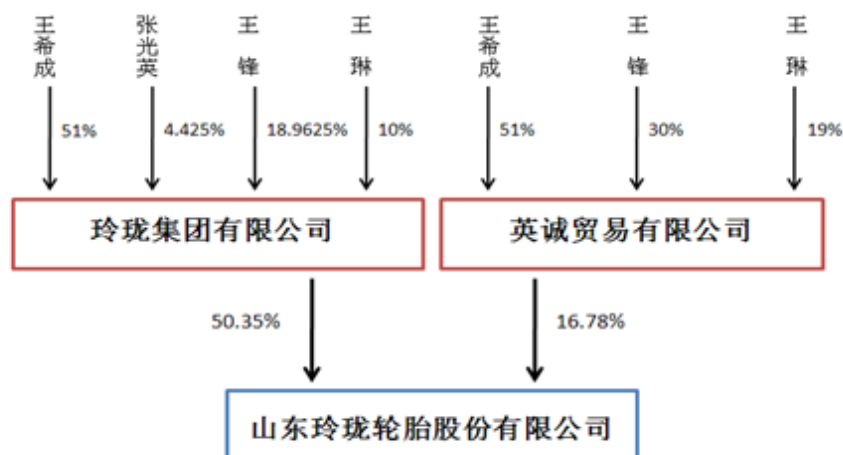 王希成
张光英
王 锋
王 琳
王希成
王 锋
王 琳
51%
4.425%
18.9625%
10%
51%
30%
19%
玲珑集团有限公司
英诚贸易有限公司
50.35%
16.78%
山东玲珑轮胎股份有限公司